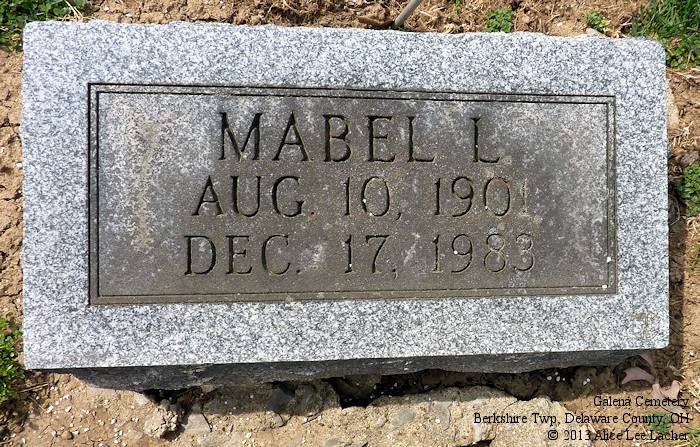 MABEL L
AUG. 10, 1901
DEC. 17, 1983
Galena Cemetery
Berkshire Twp, Delaware County, OH
© 2013 Alice Lee Lacher